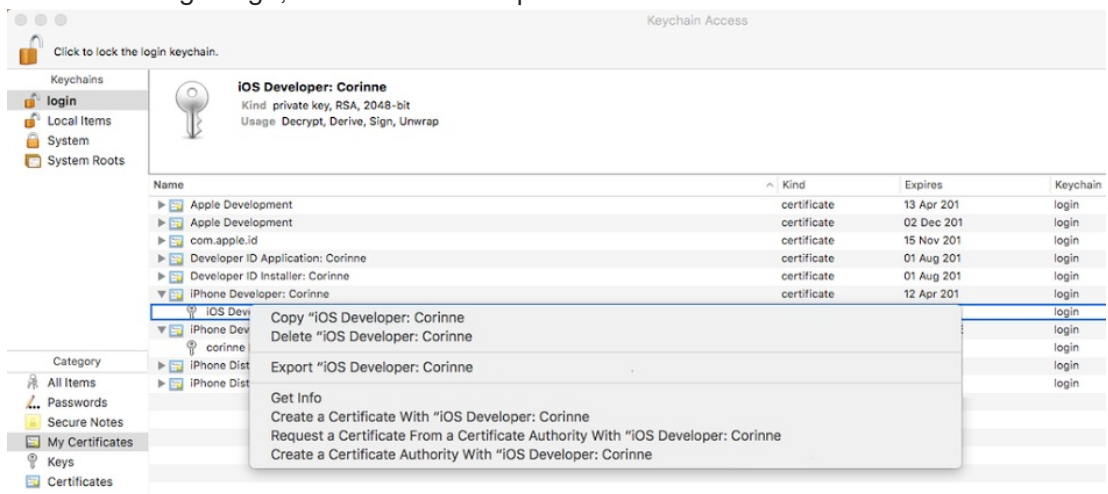 Keychain Access
Click to lock the login keychain.
Keychains
login
Local Items
System
System Roots
iOS Developer: Corinne
Kind private key, RSA, 2048-bit
Usage Decrypt, Derive, Sign, Unwrap
Name Kind Expires Keychain
Apple Development certificate 13 Apr 201 login
Apple Development certificate 02 Dec 201 login
com.apple.id certificate 15 Nov 201 login
Developer ID Application: Corinne certificate 01 Aug 201 login
Developer ID Installer: Corinne certificate 01 Aug 201 login
iPhone Developer: Corinne certificate 12 Apr 201 login
iOS Dev login
iPhone Dev login
corinne login
iPhone Dist login
iPhone Dist login
Copy “iOS Developer: Corinne
Delete “iOS Developer: Corinne
Export “iOS Developer: Corinne
Get Info
Create a Certificate With “iOS Developer: Corinne
Request a Certificate From a Certificate Authority With “iOS Developer: Corinne
Create a Certificate Authority With “iOS Developer: Corinne
Category
All Items
Passwords
Secure Notes
My Certificates
Keys
Certificates